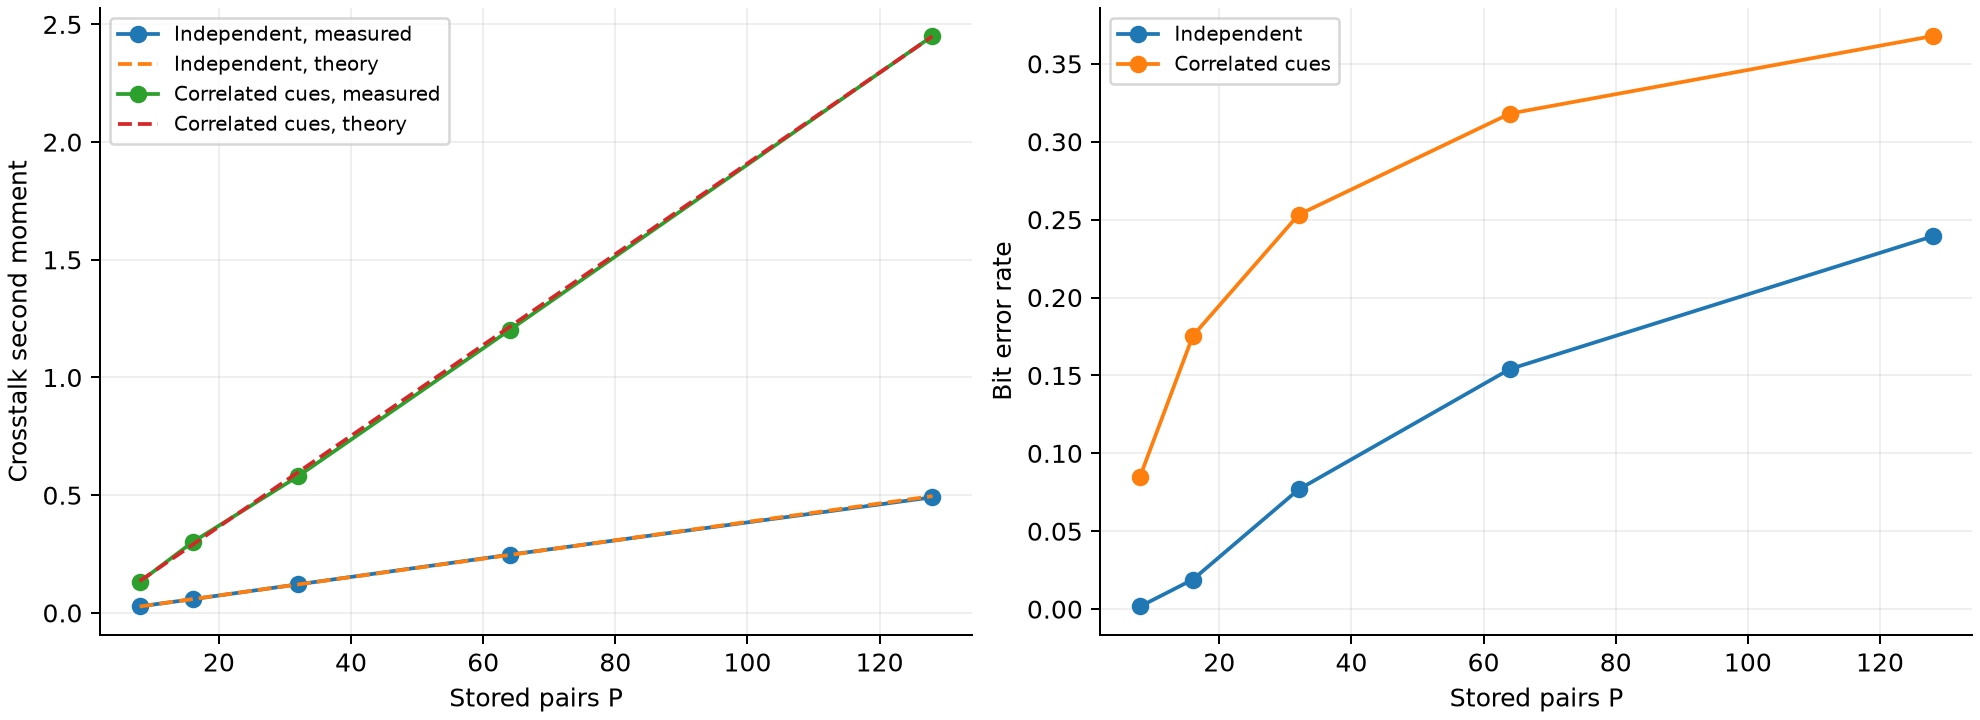 Independent, measured
Independent, theory
Correlated cues, measured
Correlated cues, theory
Crosstalk second moment
2.5
2.0
1.5
1.0
0.5
0.0
20 40 60 80 100 120
Stored pairs P
Independent
Correlated cues
Bit error rate
0.35
0.30
0.25
0.20
0.15
0.10
0.05
0.00
20 40 60 80 100 120
Stored pairs P